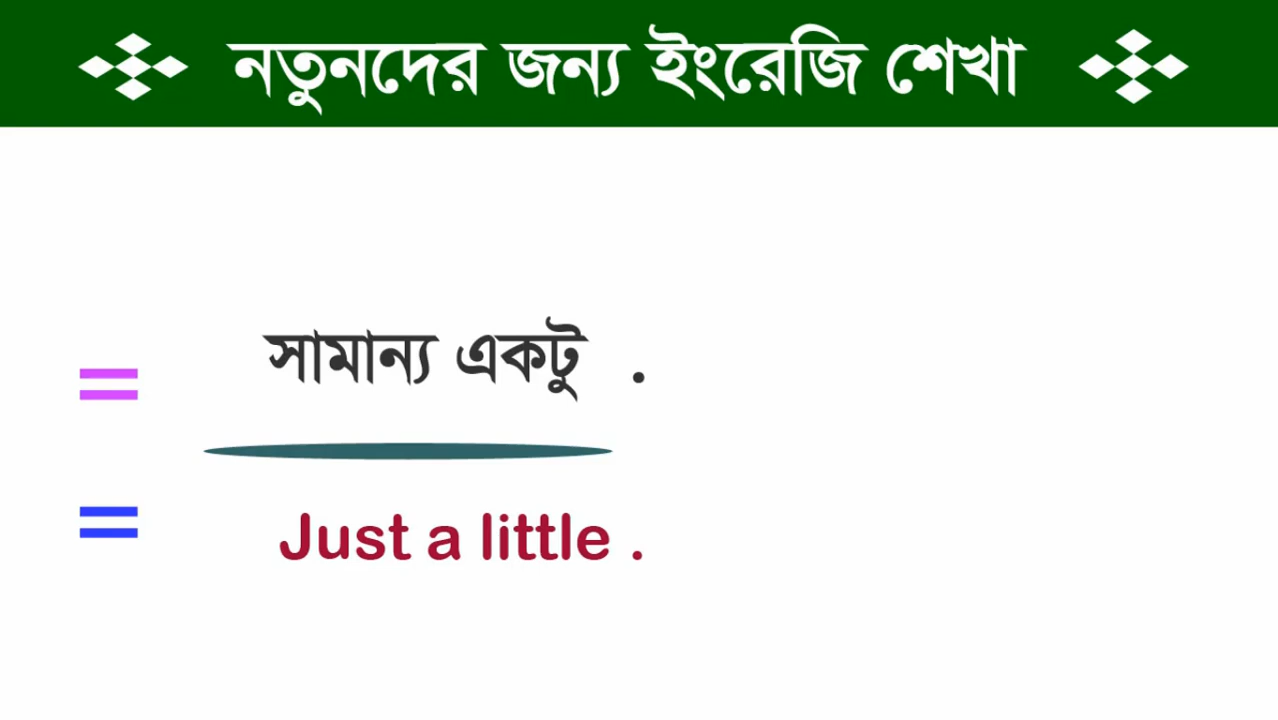 নতুনদের জন্য ইংরেজি শেখা
= সামান্য একটু .
= Just a little .